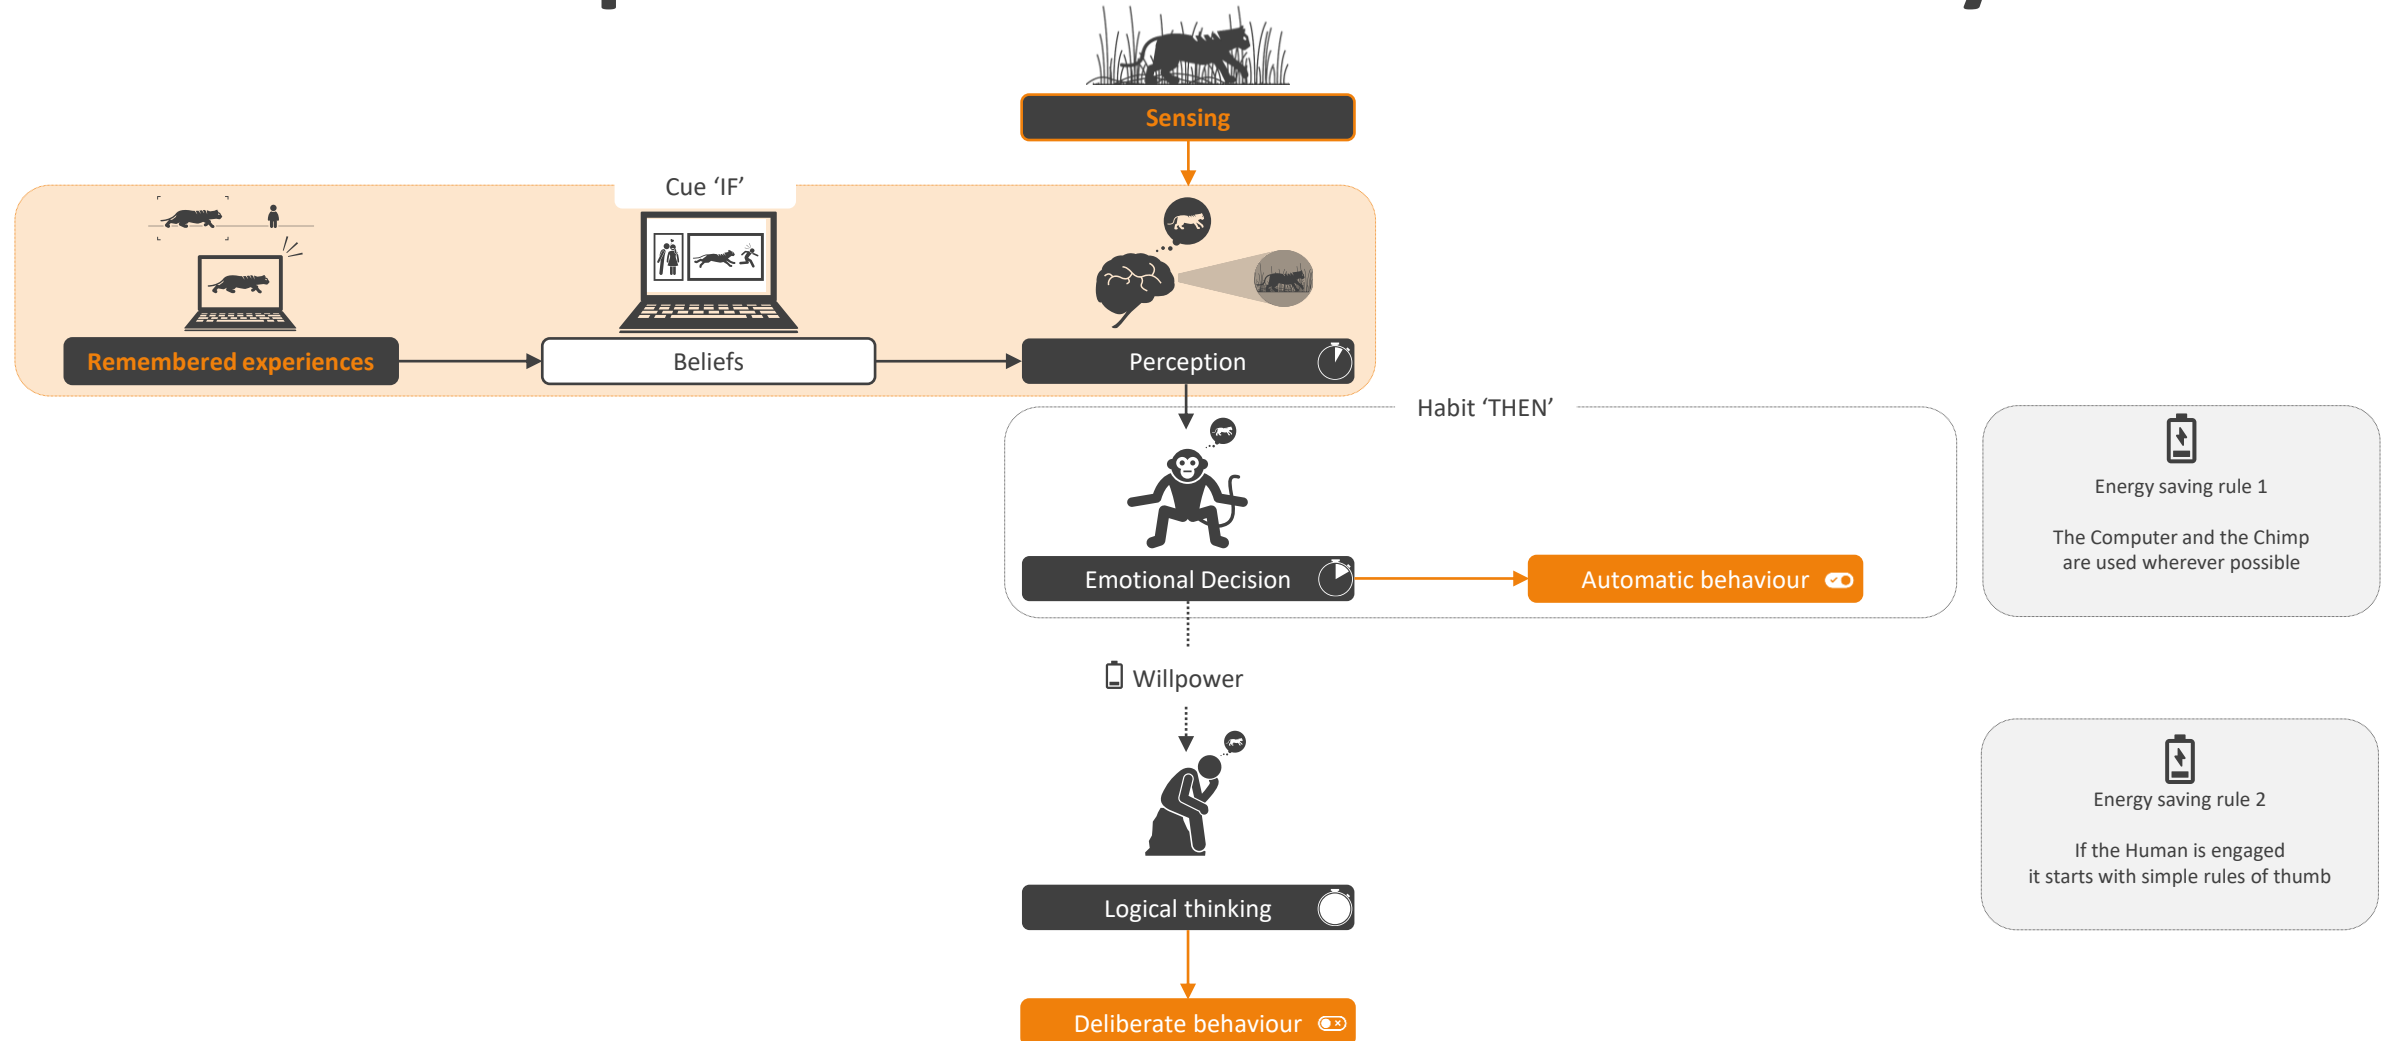 Sensing
Cue ‘IF’
Remembered experiences
Beliefs
Perception
Habit ‘THEN’
Emotional Decision
Automatic behaviour
Energy saving rule 1
The Computer and the Chimp
are used wherever possible
Willpower
Energy saving rule 2
If the Human is engaged
it starts with simple rules of thumb
Logical thinking
Deliberate behaviour